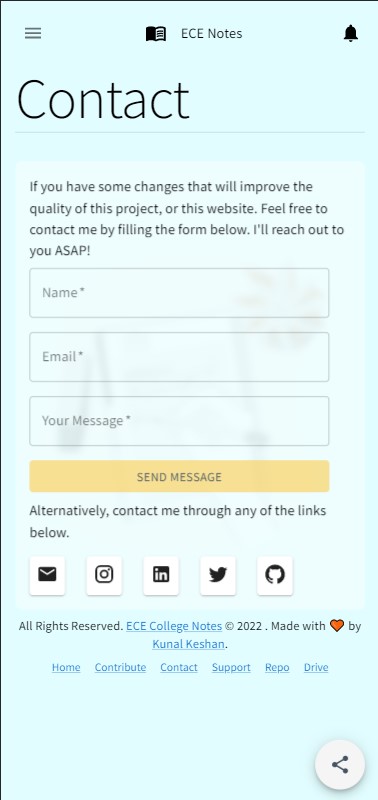 ECE Notes
Contact
If you have some changes that will improve the
quality of this project, or this website. Feel free to
contact me by filling the form below. I'll reach out to
you ASAP!
Name *
Email *
Your Message *
SEND MESSAGE
Alternatively, contact me through any of the links
below.
All Rights Reserved. ECE College Notes © 2022 . Made with 🧡 by
Kunal Keshan.
Home Contribute Contact Support Repo Drive